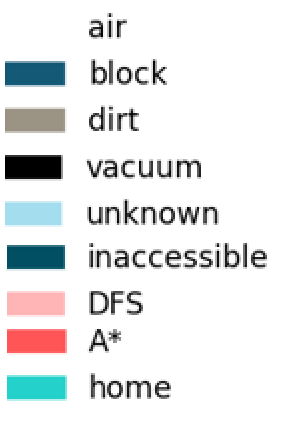 air
block
dirt
vacuum
unknown
inaccessible
DFS
A*
home